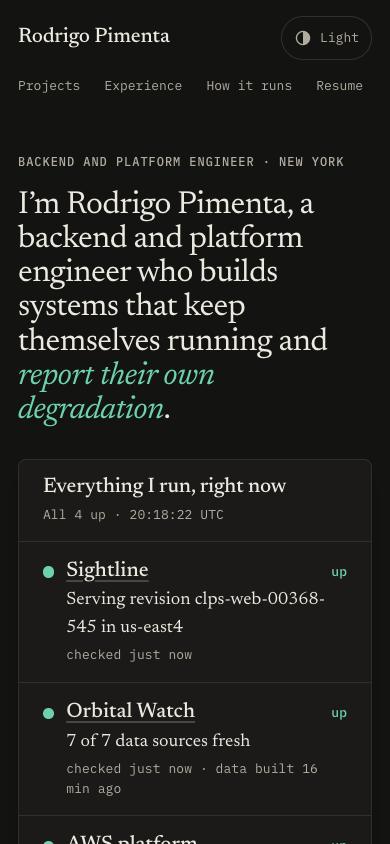 Rodrigo Pimenta
Light
Projects Experience How it runs Resume
BACKEND AND PLATFORM ENGINEER · NEW YORK
I’m Rodrigo Pimenta, a
backend and platform
engineer who builds
systems that keep
themselves running and
report their own
degradation.
Everything I run, right now
All 4 up · 20:18:22 UTC
Sightline up
Serving revision clps-web-00368-
545 in us-east4
checked just now
Orbital Watch up
7 of 7 data sources fresh
checked just now · data built 16
min ago
AWS platform up